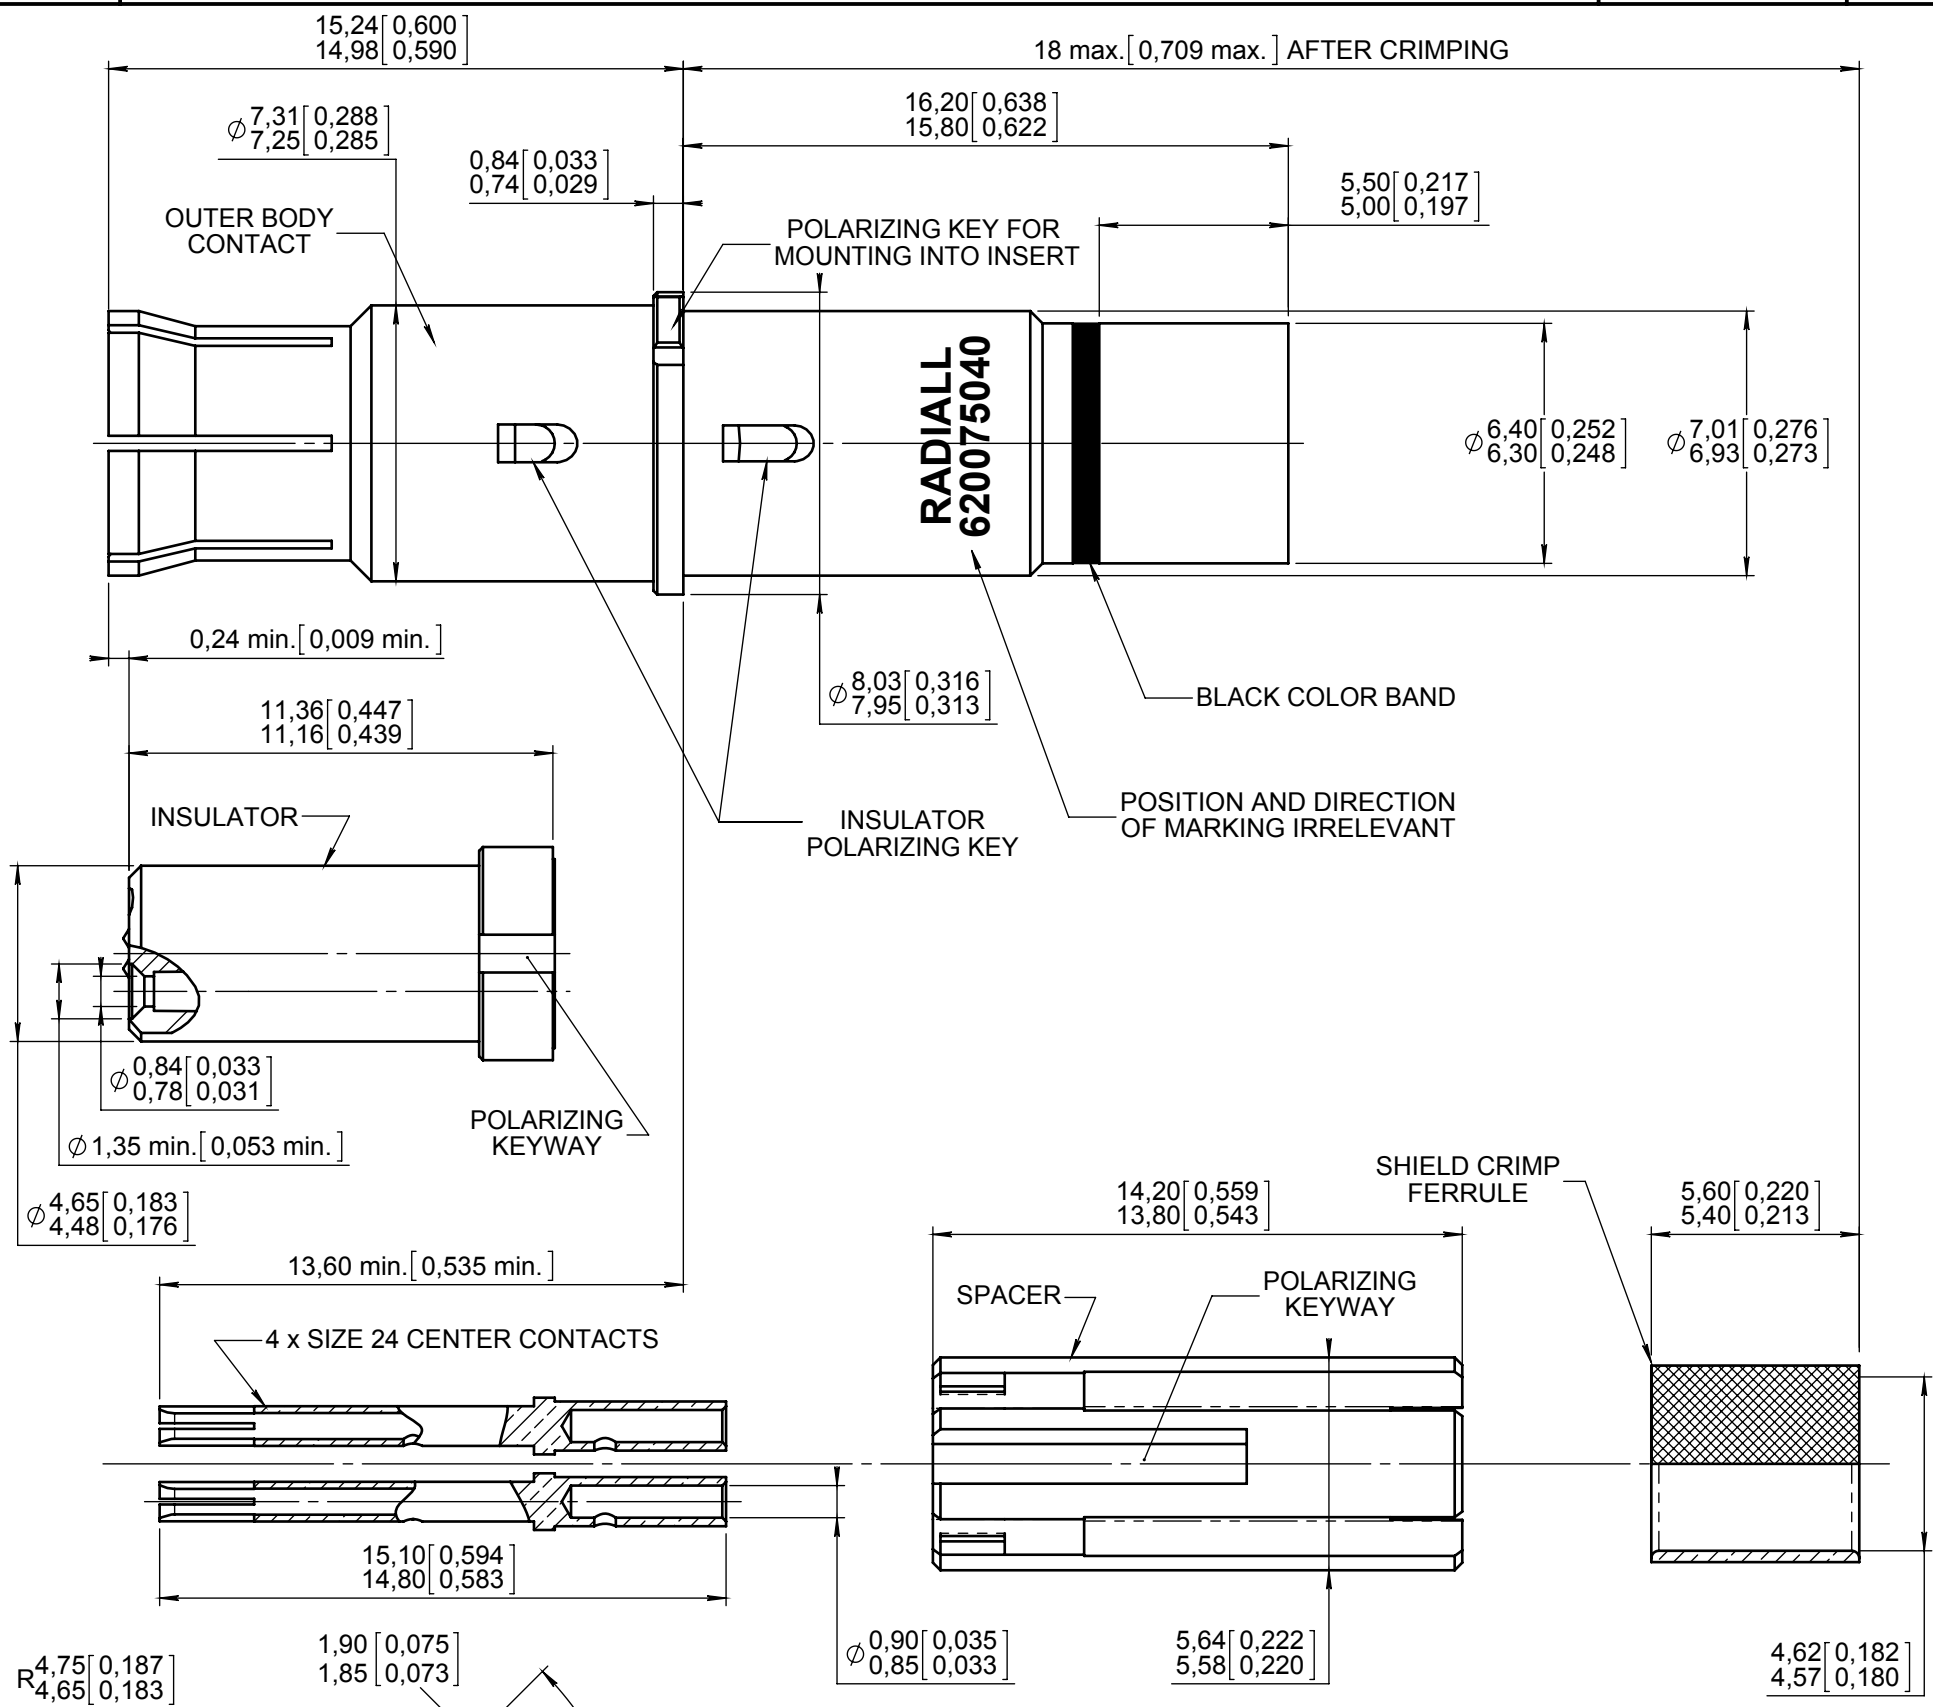 15,24[0,600]
14,98[0,590]
18 max.[0,709 max.] AFTER CRIMPING
⌀7,31[0,288]
7,25[0,285]
16,20[0,638]
15,80[0,622]
0,84[0,033]
0,74[0,029]
5,50[0,217]
5,00[0,197]
OUTER BODY
CONTACT
POLARIZING KEY FOR
MOUNTING INTO INSERT
RADIALL
620075040
⌀6,40[0,252]
6,30[0,248]
⌀7,01[0,276]
6,93[0,273]
0,24 min.[0,009 min.]
⌀8,03[0,316]
7,95[0,313]
BLACK COLOR BAND
11,36[0,447]
11,16[0,439]
INSULATOR
INSULATOR
POLARIZING KEY
POSITION AND DIRECTION
OF MARKING IRRELEVANT
⌀0,84[0,033]
0,78[0,031]
POLARIZING
KEYWAY
⌀1,35 min.[0,053 min.]
⌀4,65[0,183]
4,48[0,176]
SHIELD CRIMP
FERRULE
14,20[0,559]
13,80[0,543]
5,60[0,220]
5,40[0,213]
13,60 min.[0,535 min.]
SPACER
POLARIZING
KEYWAY
4 x SIZE 24 CENTER CONTACTS
15,10[0,594]
14,80[0,583]
R4,75[0,187]
4,65[0,183]
1,90[0,075]
1,85[0,073]
⌀0,90[0,035]
0,85[0,033]
5,64[0,222]
5,58[0,220]
4,62[0,182]
4,57[0,180]